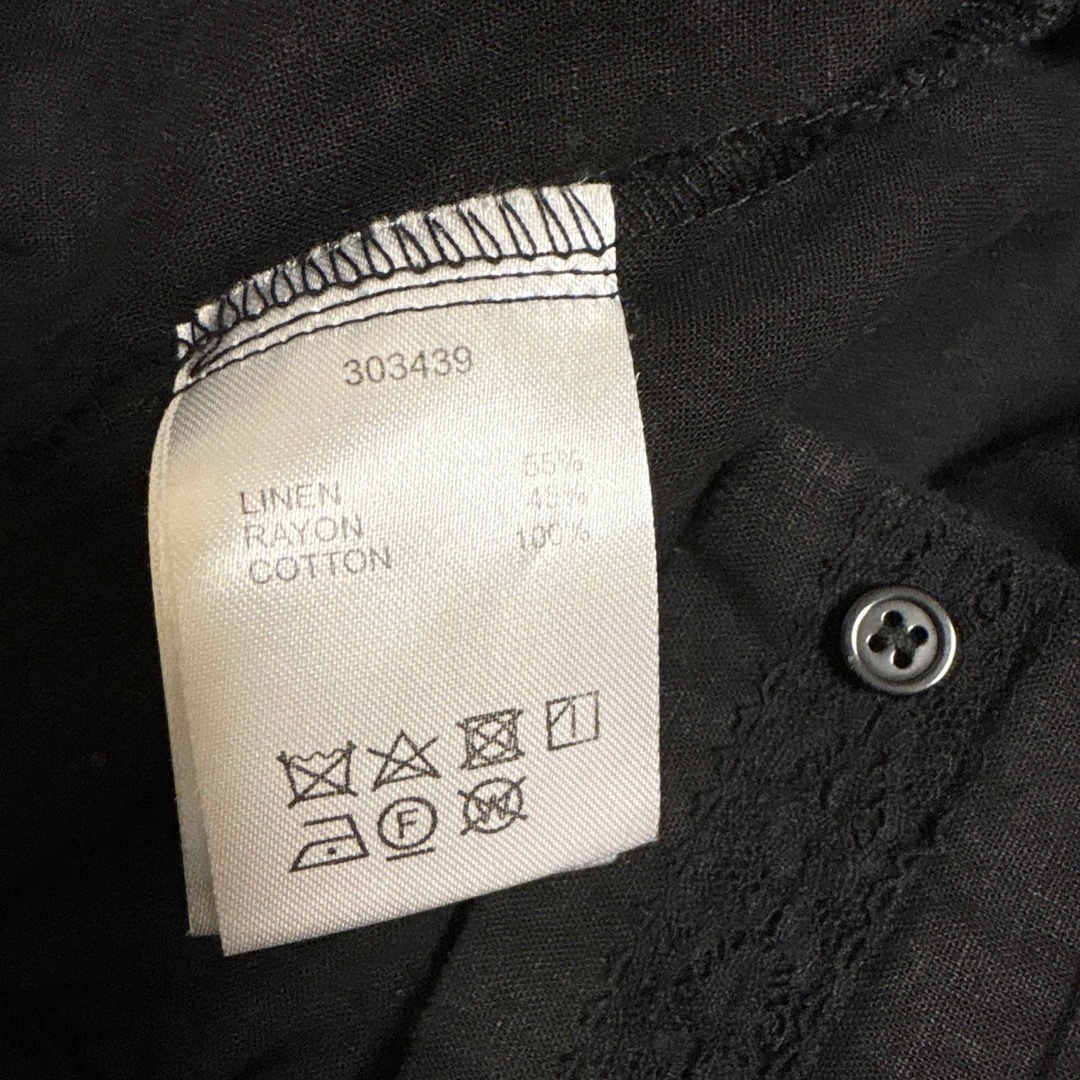 303439
LINEN 55%
RAYON 45%
COTTON 100%
F
W